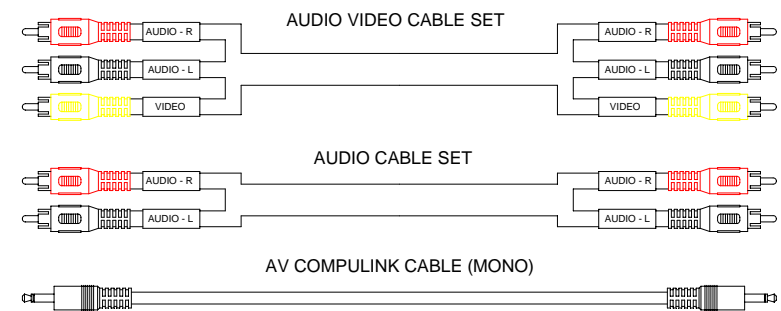 AUDIO VIDEO CABLE SET
AUDIO - R
AUDIO - R
AUDIO - L
AUDIO - L
VIDEO
VIDEO
AUDIO CABLE SET
AUDIO - R
AUDIO - R
AUDIO - L
AUDIO - L
AV COMPULINK CABLE (MONO)